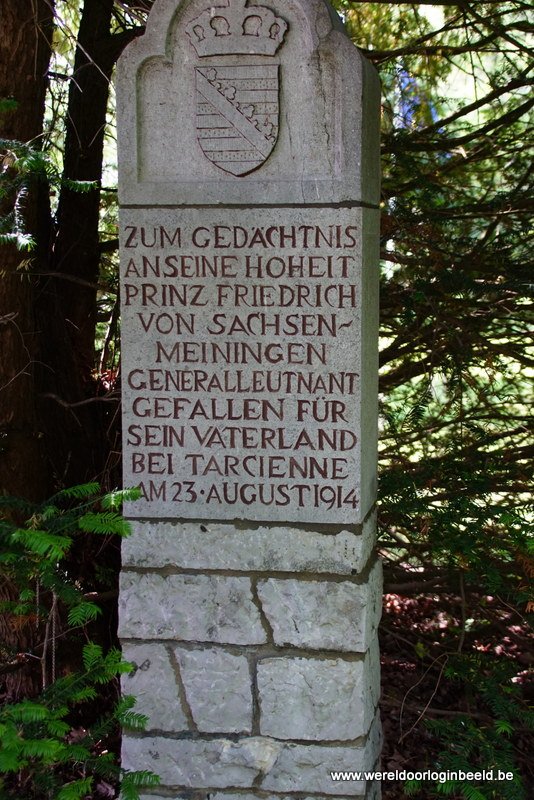 ZUM GEDÄCHTNIS
AN SEINE HOHEIT
PRINZ FRIEDRICH
VON SACHSEN-
MEININGEN
GENERALLEUTNANT
GEFALLEN FÜR
SEIN VATERLAND
BEI TARCIENNE
AM 23·AUGUST 1914
www.wereldoorloginbeeld.be